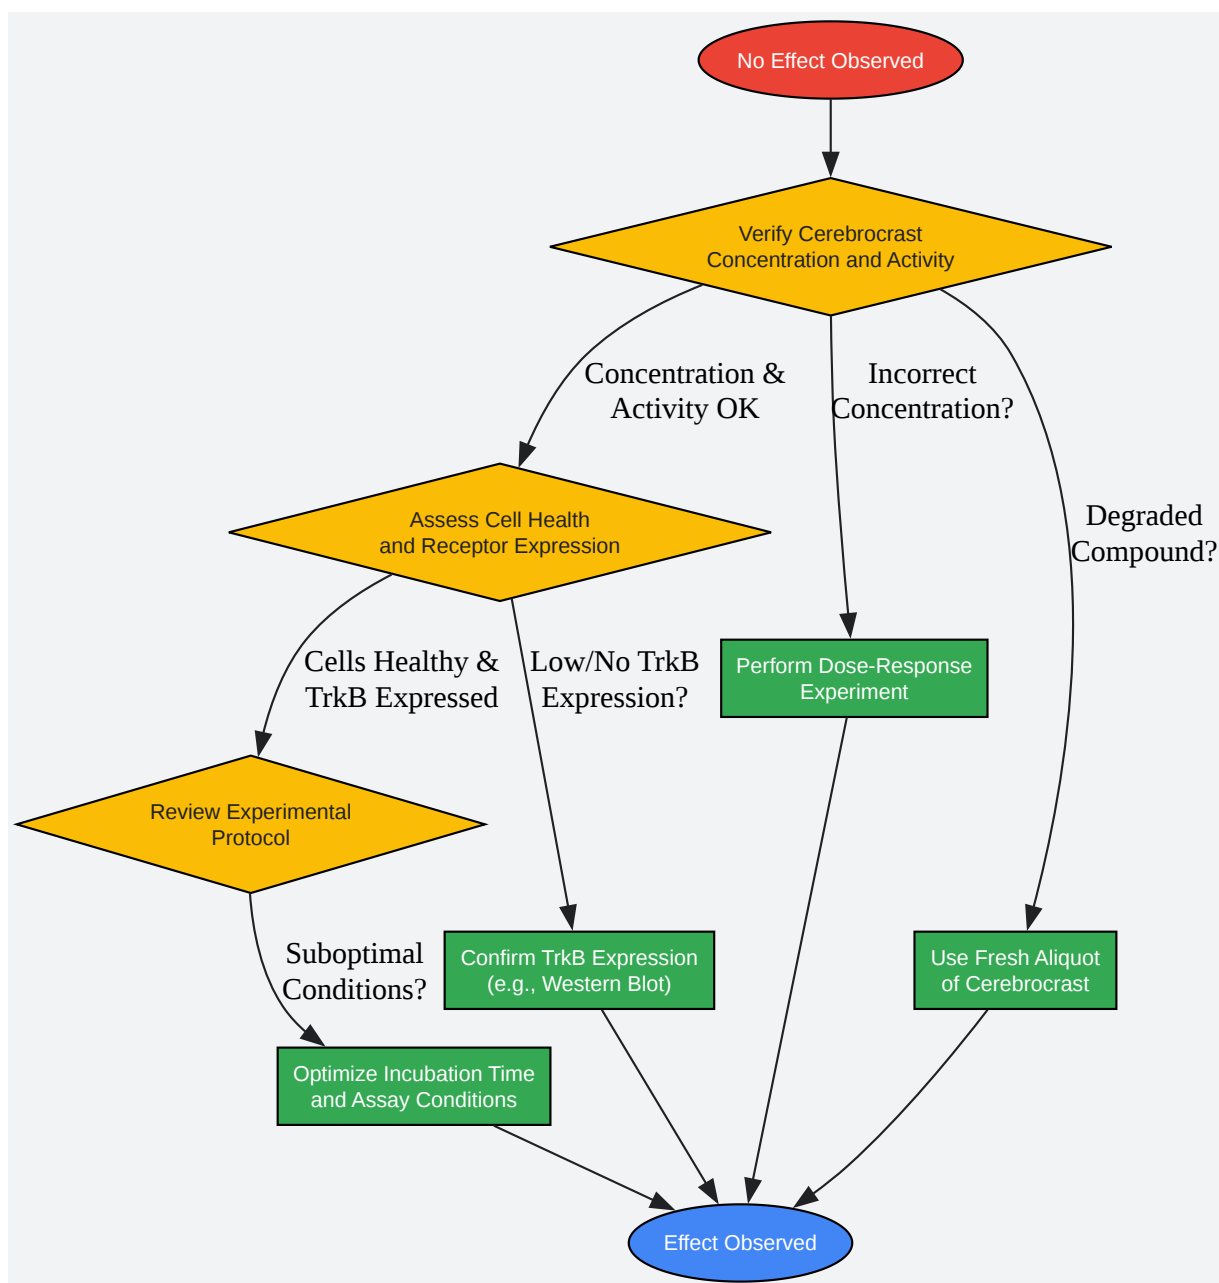 No Effect Observed
Verify Cerebrocrast
Concentration and Activity
Concentration &
Activity OK
Incorrect
Concentration?
Degraded
Compound?
Assess Cell Health
and Receptor Expression
Cells Healthy &
TrkB Expressed
Low/No TrkB
Expression?
Perform Dose-Response
Experiment
Review Experimental
Protocol
Suboptimal
Conditions?
Confirm TrkB Expression
(e.g., Western Blot)
Use Fresh Aliquot
of Cerebrocrast
Optimize Incubation Time
and Assay Conditions
Effect Observed